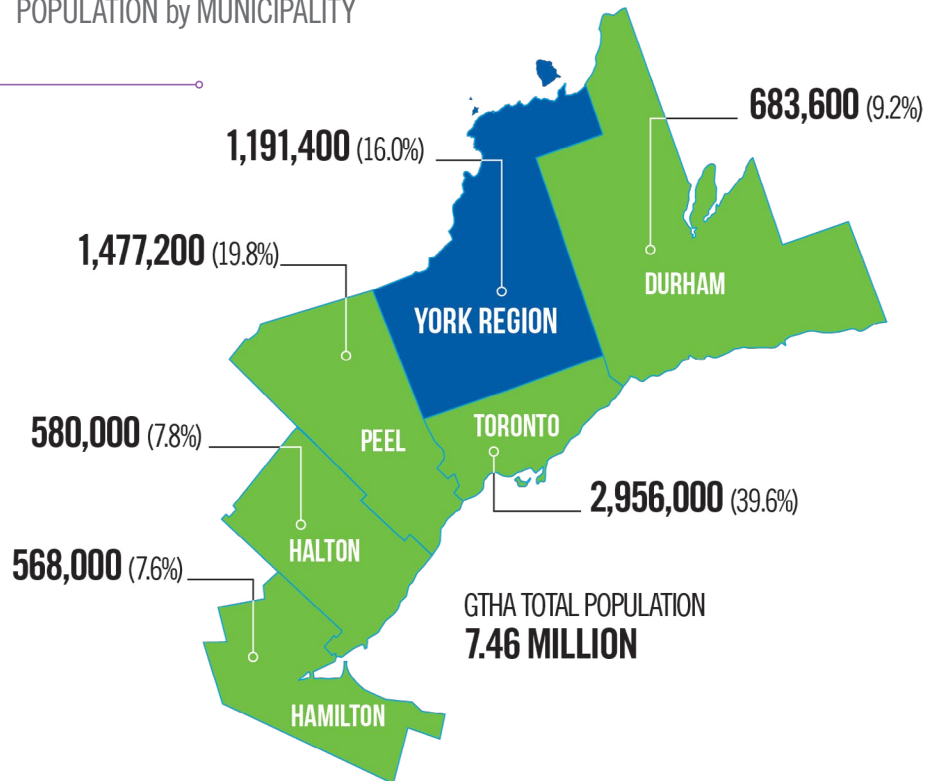 POPULATION by MUNICIPALITY
683,600 (9.2%)
1,191,400 (16.0%)
1,477,200 (19.8%)
DURHAM
YORK REGION
580,000 (7.8%)
PEEL
TORONTO
2,956,000 (39.6%)
HALTON
568,000 (7.6%)
GTHA TOTAL POPULATION
7.46 MILLION
HAMILTON